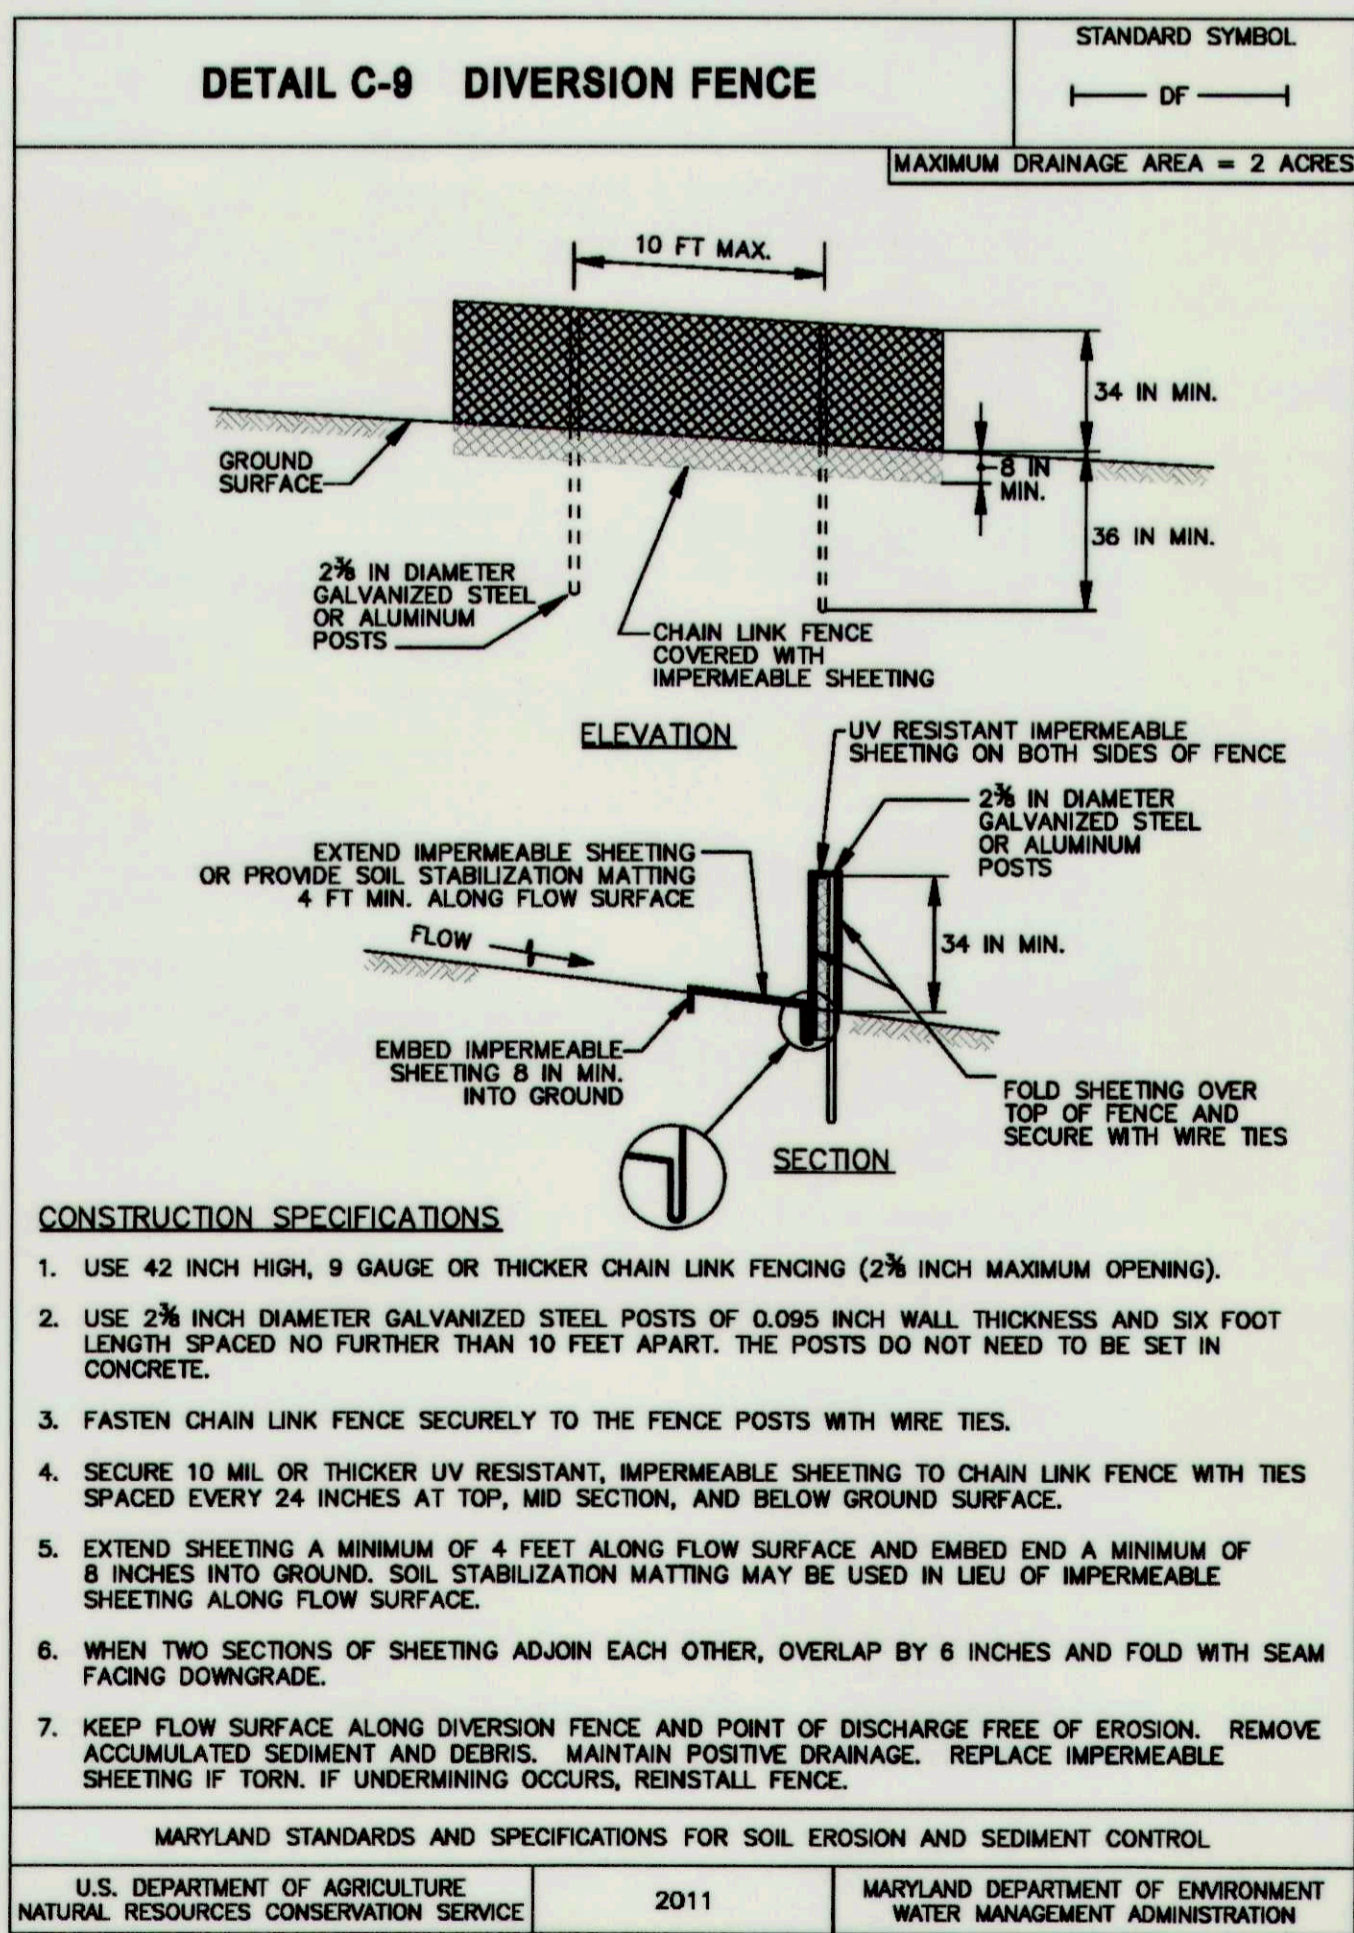 DETAIL C-9 DIVERSION FENCE
STANDARD SYMBOL
DF
MAXIMUM DRAINAGE AREA = 2 ACRES
10 FT MAX.
34 IN MIN.
GROUND
SURFACE
8 IN
MIN.
36 IN MIN.
2⅜ IN DIAMETER
GALVANIZED STEEL
OR ALUMINUM
POSTS
CHAIN LINK FENCE
COVERED WITH
IMPERMEABLE SHEETING
ELEVATION
UV RESISTANT IMPERMEABLE
SHEETING ON BOTH SIDES OF FENCE
2⅜ IN DIAMETER
GALVANIZED STEEL
OR ALUMINUM
POSTS
EXTEND IMPERMEABLE SHEETING
OR PROVIDE SOIL STABILIZATION MATTING
4 FT MIN. ALONG FLOW SURFACE
FLOW
34 IN MIN.
EMBED IMPERMEABLE
SHEETING 8 IN MIN.
INTO GROUND
FOLD SHEETING OVER
TOP OF FENCE AND
SECURE WITH WIRE TIES
SECTION
CONSTRUCTION SPECIFICATIONS
1. USE 42 INCH HIGH, 9 GAUGE OR THICKER CHAIN LINK FENCING (2⅜ INCH MAXIMUM OPENING).
2. USE 2⅜ INCH DIAMETER GALVANIZED STEEL POSTS OF 0.095 INCH WALL THICKNESS AND SIX FOOT
LENGTH SPACED NO FURTHER THAN 10 FEET APART. THE POSTS DO NOT NEED TO BE SET IN
CONCRETE.
3. FASTEN CHAIN LINK FENCE SECURELY TO THE FENCE POSTS WITH WIRE TIES.
4. SECURE 10 MIL OR THICKER UV RESISTANT, IMPERMEABLE SHEETING TO CHAIN LINK FENCE WITH TIES
SPACED EVERY 24 INCHES AT TOP, MID SECTION, AND BELOW GROUND SURFACE.
5. EXTEND SHEETING A MINIMUM OF 4 FEET ALONG FLOW SURFACE AND EMBED END A MINIMUM OF
8 INCHES INTO GROUND. SOIL STABILIZATION MATTING MAY BE USED IN LIEU OF IMPERMEABLE
SHEETING ALONG FLOW SURFACE.
6. WHEN TWO SECTIONS OF SHEETING ADJOIN EACH OTHER, OVERLAP BY 6 INCHES AND FOLD WITH SEAM
FACING DOWNGRADE.
7. KEEP FLOW SURFACE ALONG DIVERSION FENCE AND POINT OF DISCHARGE FREE OF EROSION. REMOVE
ACCUMULATED SEDIMENT AND DEBRIS. MAINTAIN POSITIVE DRAINAGE. REPLACE IMPERMEABLE
SHEETING IF TORN. IF UNDERMINING OCCURS, REINSTALL FENCE.
MARYLAND STANDARDS AND SPECIFICATIONS FOR SOIL EROSION AND SEDIMENT CONTROL
U.S. DEPARTMENT OF AGRICULTURE
NATURAL RESOURCES CONSERVATION SERVICE
2011
MARYLAND DEPARTMENT OF ENVIRONMENT
WATER MANAGEMENT ADMINISTRATION